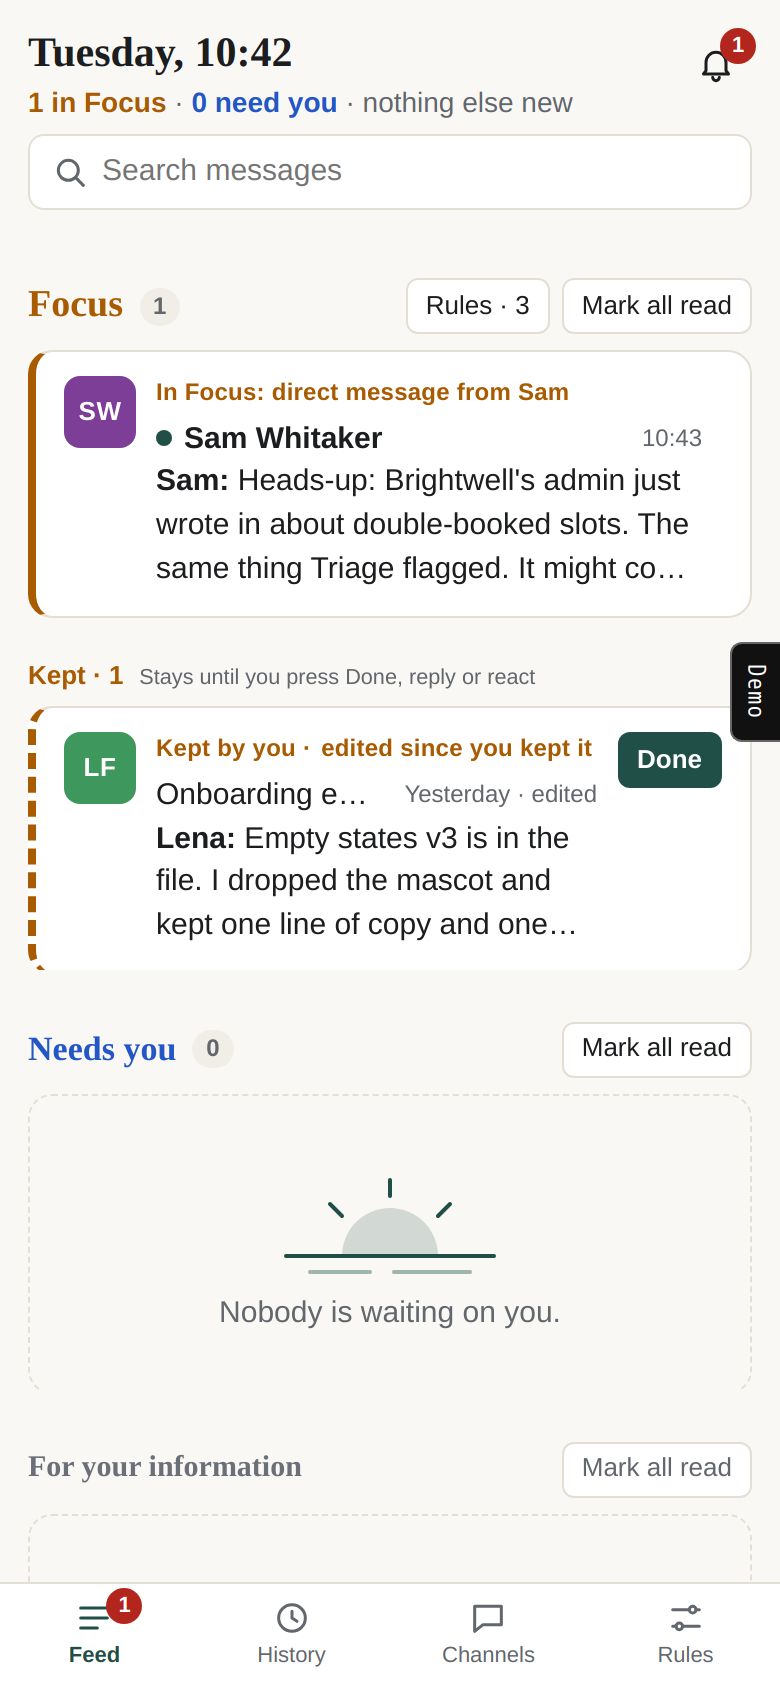 Tuesday, 10:42
1
1 in Focus · 0 need you · nothing else new
Search messages
Focus 1
Rules · 3
Mark all read
SW
In Focus: direct message from Sam
Sam Whitaker
10:43
Sam: Heads-up: Brightwell's admin just
wrote in about double-booked slots. The
same thing Triage flagged. It might co…
Kept · 1 Stays until you press Done, reply or react
Demo
LF
Kept by you · edited since you kept it
Done
Onboarding e…
Yesterday · edited
Lena: Empty states v3 is in the
file. I dropped the mascot and
kept one line of copy and one…
Needs you 0
Mark all read
Nobody is waiting on you.
For your information
Mark all read
1
Feed
History
Channels
Rules